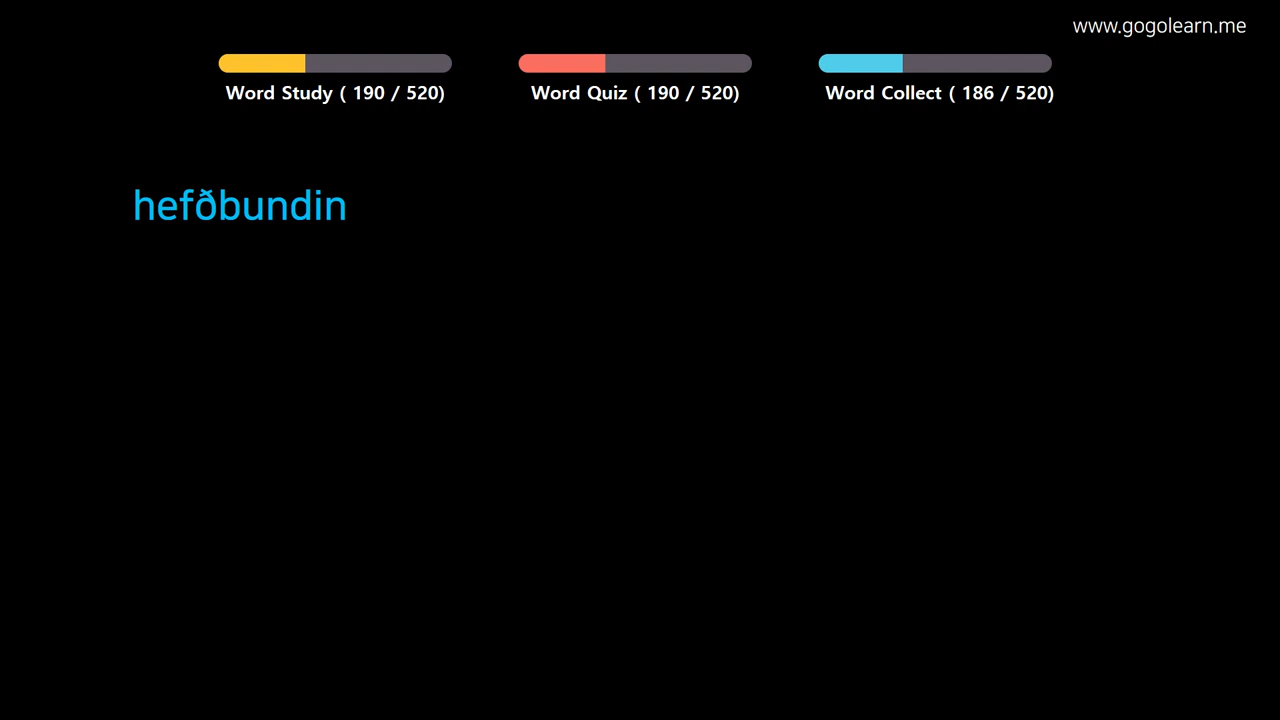 www.gogolearn.me
Word Study ( 190 / 520)
Word Quiz ( 190 / 520)
Word Collect ( 186 / 520)
hefðbundin